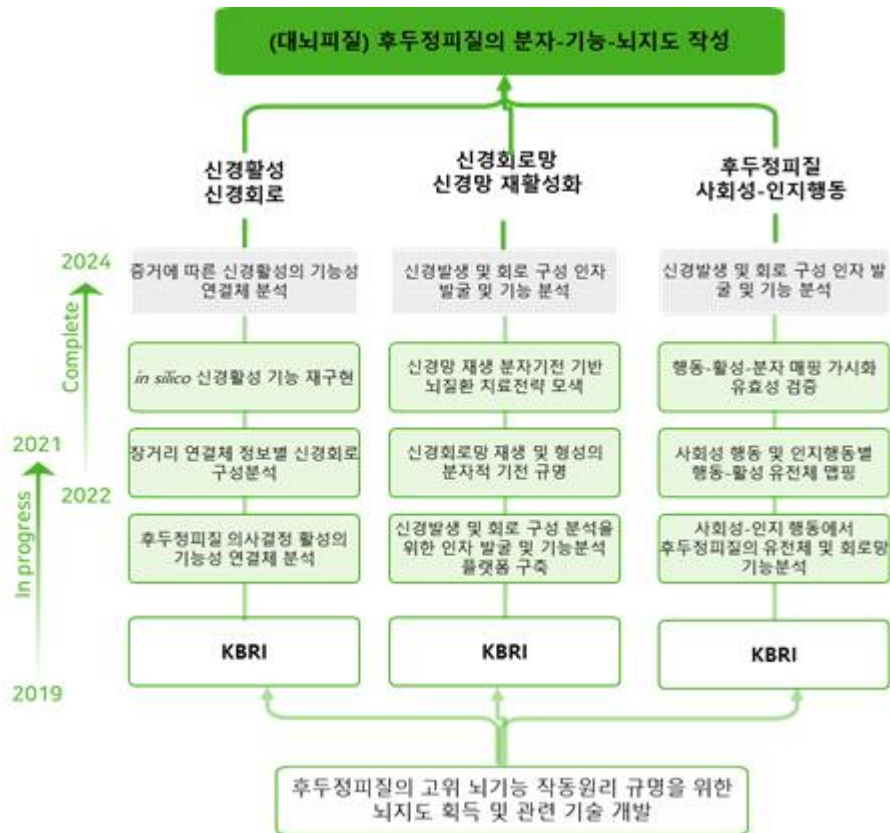 (대뇌피질) 후두정피질의 분자-기능-뇌지도 작성
신경활성
신경회로
신경회로망
신경망 재활성화
후두정피질
사회성-인지행동
2024
Complete
2021
2022
In progress
2019
증거에 따른 신경활성의 기능성
연결체 분석
신경발생 및 회로 구성 인자
발굴 및 기능 분석
신경발생 및 회로 구성 인자 발
굴 및 기능 분석
in silico 신경활성 기능 재구현
신경망 재생 분자기전 기반
뇌질환 치료전략 모색
행동-활성-분자 매핑 가시화
유효성 검증
장거리 연결체 정보별 신경회로
구성분석
신경회로망 재생 및 형성의
분자적 기전 규명
사회성 행동 및 인지행동별
행동-활성 유전체 맵핑
후두정피질 의사결정 활성의
기능성 연결체 분석
신경발생 및 회로 구성 분석을
위한 인자 발굴 및 기능분석
플랫폼 구축
사회성-인지 행동에서
후두정피질의 유전체 및 회로망
기능분석
KBRI
KBRI
KBRI
후두정피질의 고위 뇌기능 작동원리 규명을 위한
뇌지도 획득 및 관련 기술 개발